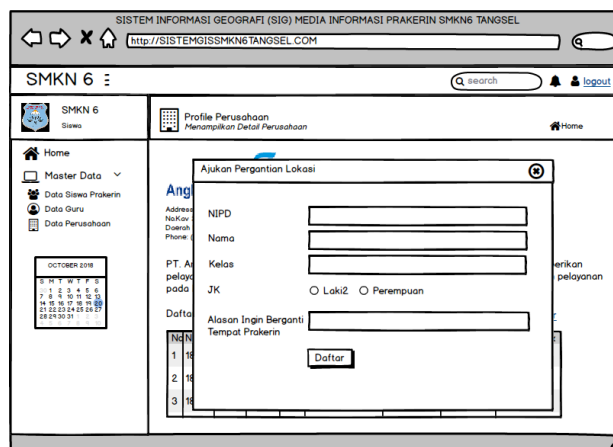 SISTEM INFORMASI GEOGRAFI (SIG) MEDIA INFORMASI PRAKERIN SMKN6 TANGSEL
http://SISTEMGISSMKN6TANGSEL.COM
SMKN 6
search
logout
SMKN 6
Siswa
Profile Perusahaan
Menampilkan Detail Perusahaan
Home
Home
Master Data
Data Siswa Prakerin
Data Guru
Data Perusahaan
OCTOBER 2018
S M T W T F S
1 2 3 4 5 6
7 8 9 10 11 12 13
14 15 16 17 18 19 20
21 22 23 24 25 26 27
28 29 30 31
Ajukan Pergantian Lokasi
NIPD
Nama
Kelas
JK
Laki2
Perempuan
Alasan Ingin Berganti
Tempat Prakerin
Daftar
Address
No.Kav
Daerah
Phone:
PT.
pelayanan
pada
No
1
2
3